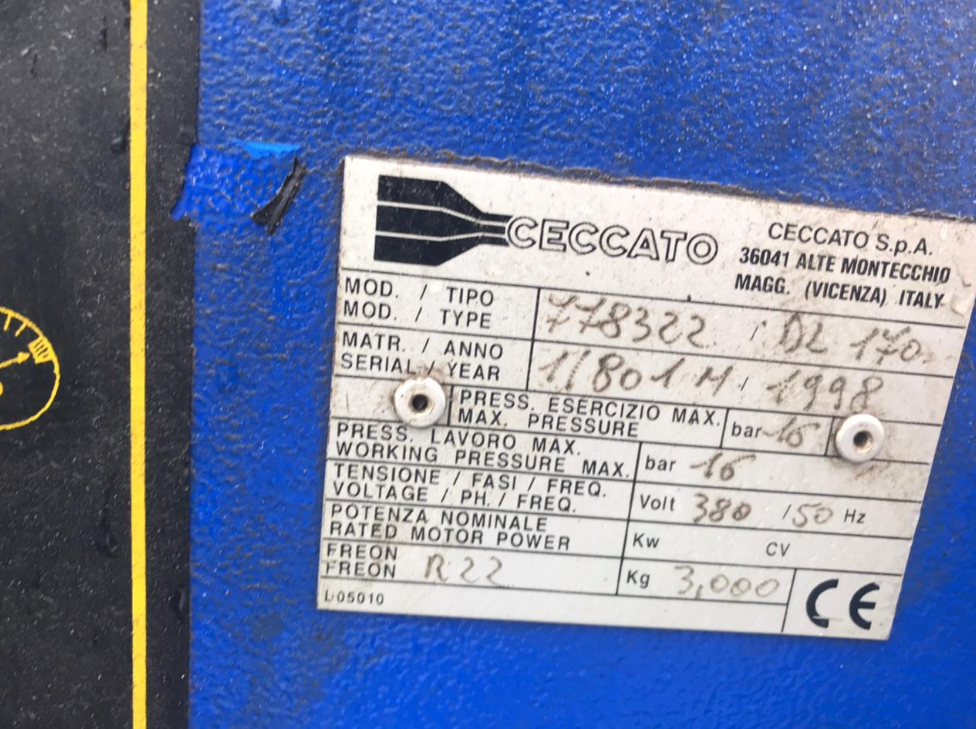 CECCATO
CECCATO S.p.A.
36041 ALTE MONTECCHIO
MAGG. (VICENZA) ITALY
MOD. / TIPO
MOD. / TYPE
778322 / DL 170
MATR. / ANNO
SERIAL / YEAR
11801 M / 1998
PRESS. ESERCIZIO MAX.
MAX. PRESSURE
bar 16
PRESS. LAVORO MAX.
WORKING PRESSURE MAX.
bar 16
TENSIONE / FASI / FREQ.
VOLTAGE / PH. / FREQ.
Volt 380 / 50 Hz
POTENZA NOMINALE
RATED MOTOR POWER
Kw CV
FREON
FREON
R22
Kg 3,000
CE
L-05010